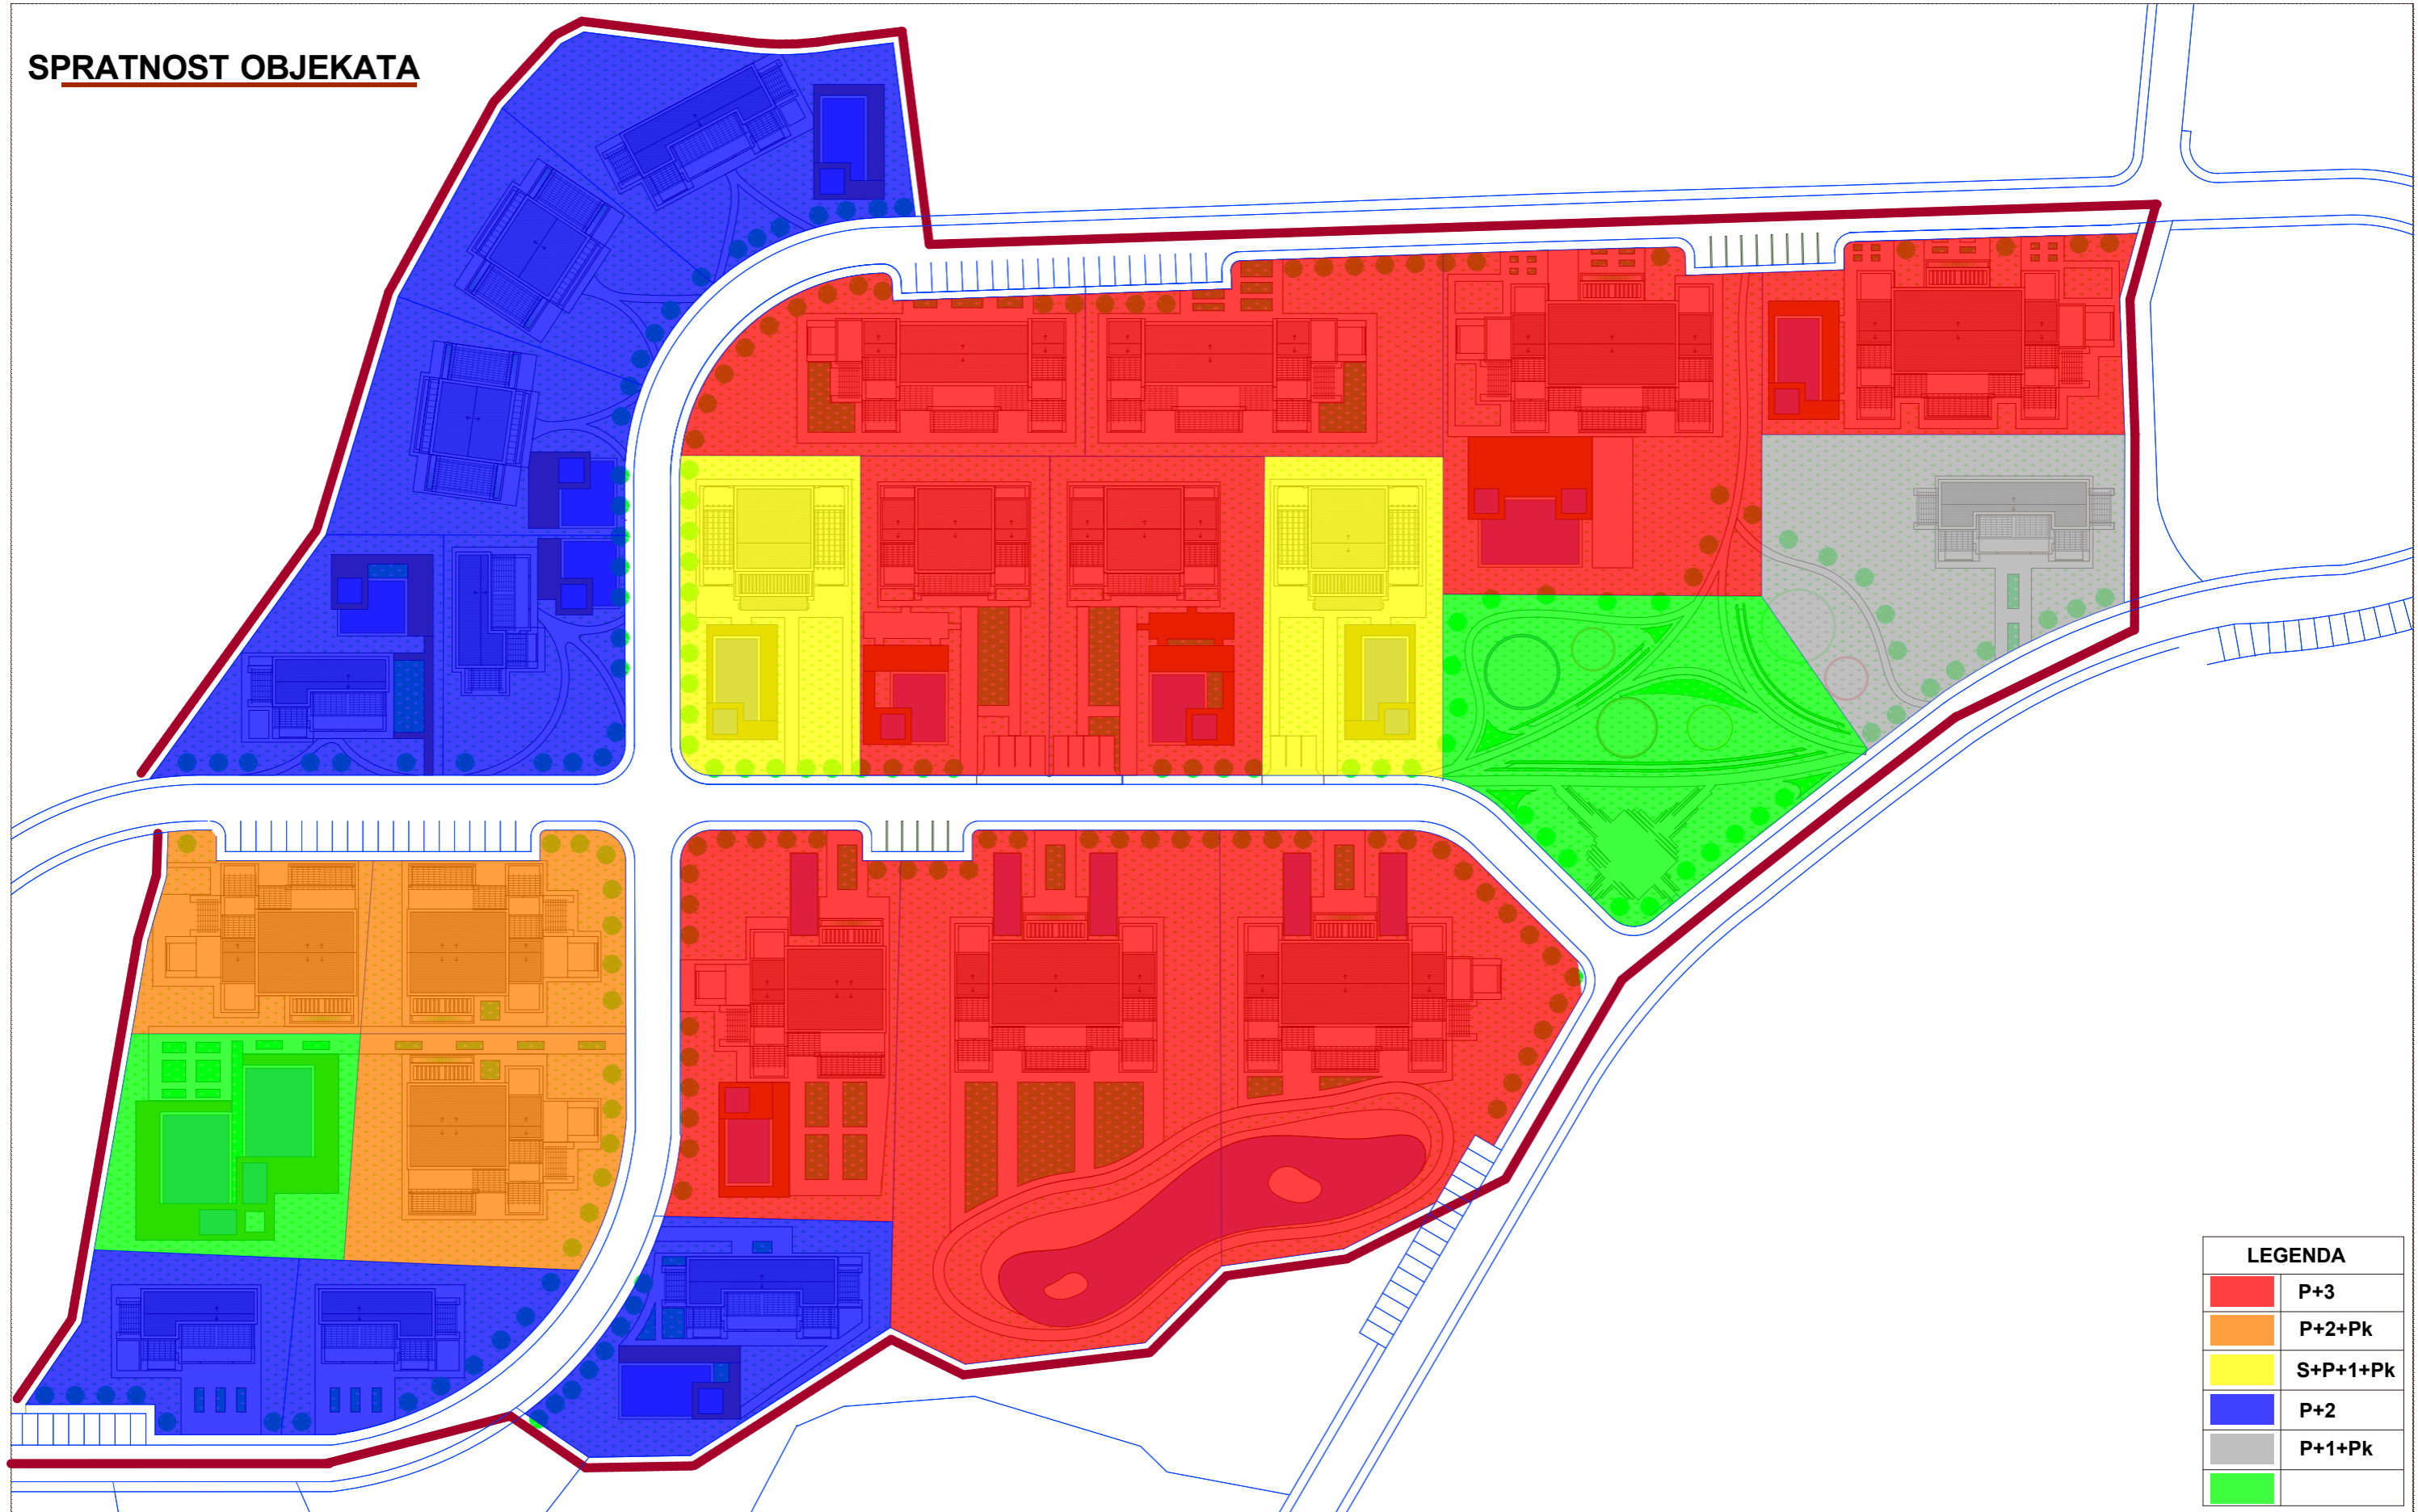 SPRATNOST OBJEKATA
LEGENDA
P+3
P+2+Pk
S+P+1+Pk
P+2
P+1+Pk